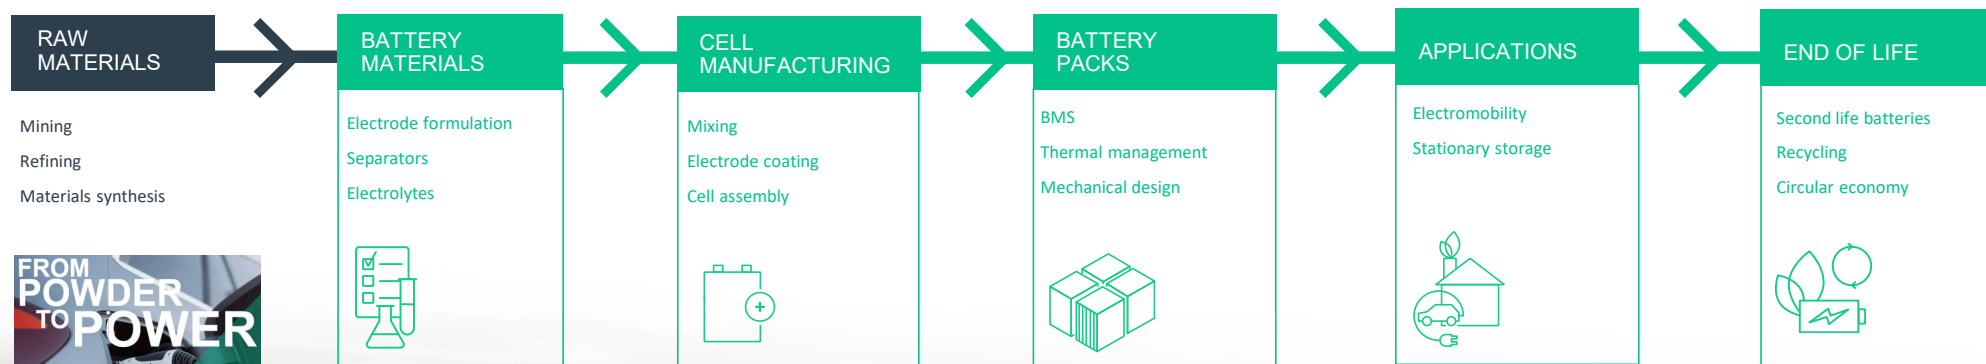 RAW
MATERIALS
Mining
Refining
Materials synthesis
FROM
POWDER
TO POWER
BATTERY
MATERIALS
Electrode formulation
Separators
Electrolytes
CELL
MANUFACTURING
Mixing
Electrode coating
Cell assembly
BATTERY
PACKS
BMS
Thermal management
Mechanical design
APPLICATIONS
Electromobility
Stationary storage
END OF LIFE
Second life batteries
Recycling
Circular economy